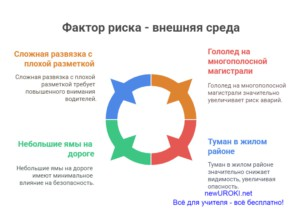 Фактор риска - внешняя среда
Сложная развязка с
плохой разметкой
Сложная развязка с плохой
разметкой требует
повышенного внимания
водителей.
Гололед на
многополосной
магистрали
Гололед на многополосной
магистрали значительно
увеличивает риск аварий.
Небольшие ямы на
дороге
Небольшие ямы на дороге
имеют минимальное
влияние на безопасность.
Туман в жилом
районе
Туман в жилом районе
значительно снижает
видимость, увеличивая
опасность.
newUROKI.net
Всё для учителя - всё бесплатно!